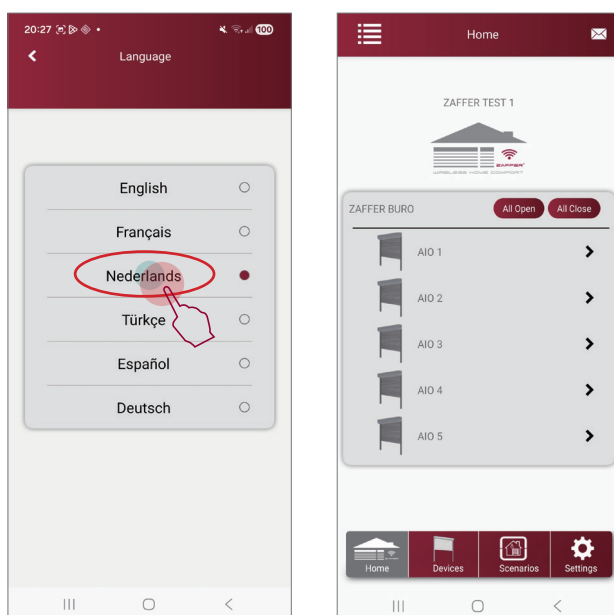 20:27
100
Language
English
Français
Nederlands
Türkçe
Español
Deutsch
Home
ZAFFER TEST 1
ZAFFER
WIRELESS HOME COMFORT
ZAFFER BURO
All Open
All Close
AIO 1
AIO 2
AIO 3
AIO 4
AIO 5
Home
Devices
Scenarios
Settings